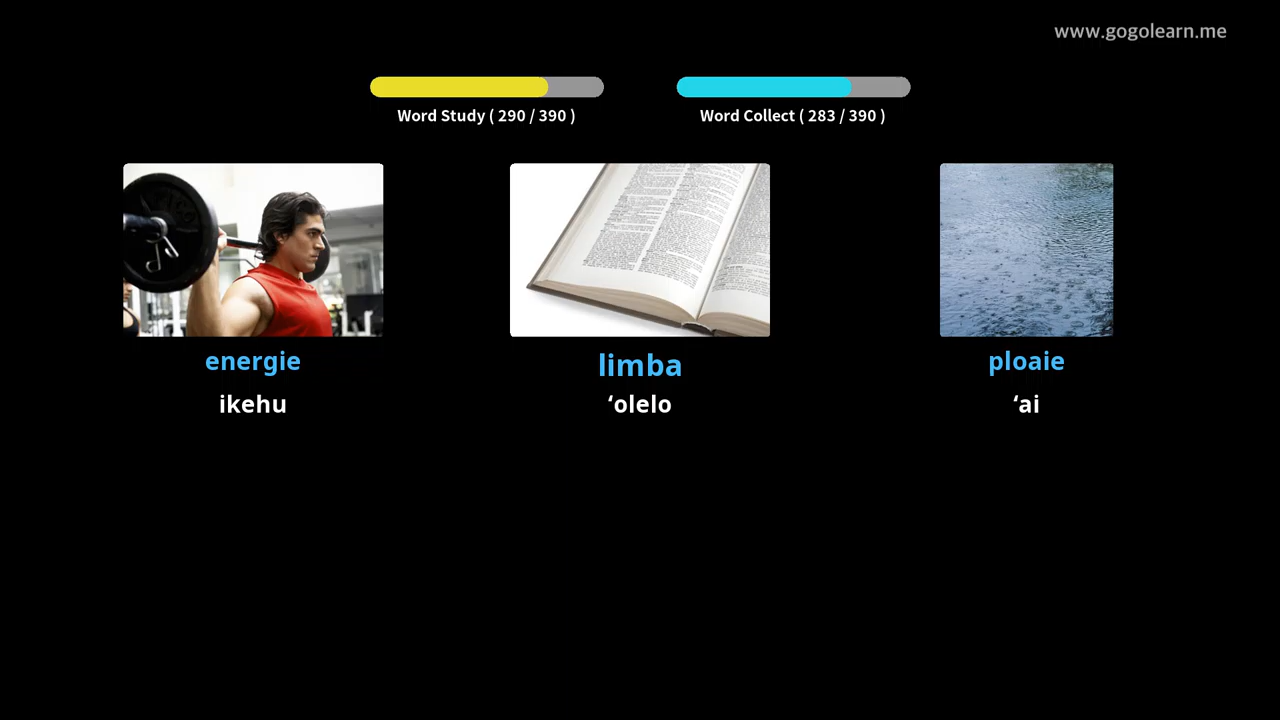 www.gogolearn.me
Word Study ( 290 / 390 )
Word Collect ( 283 / 390 )
energie
limba
ploaie
ikehu
ʻolelo
ʻai